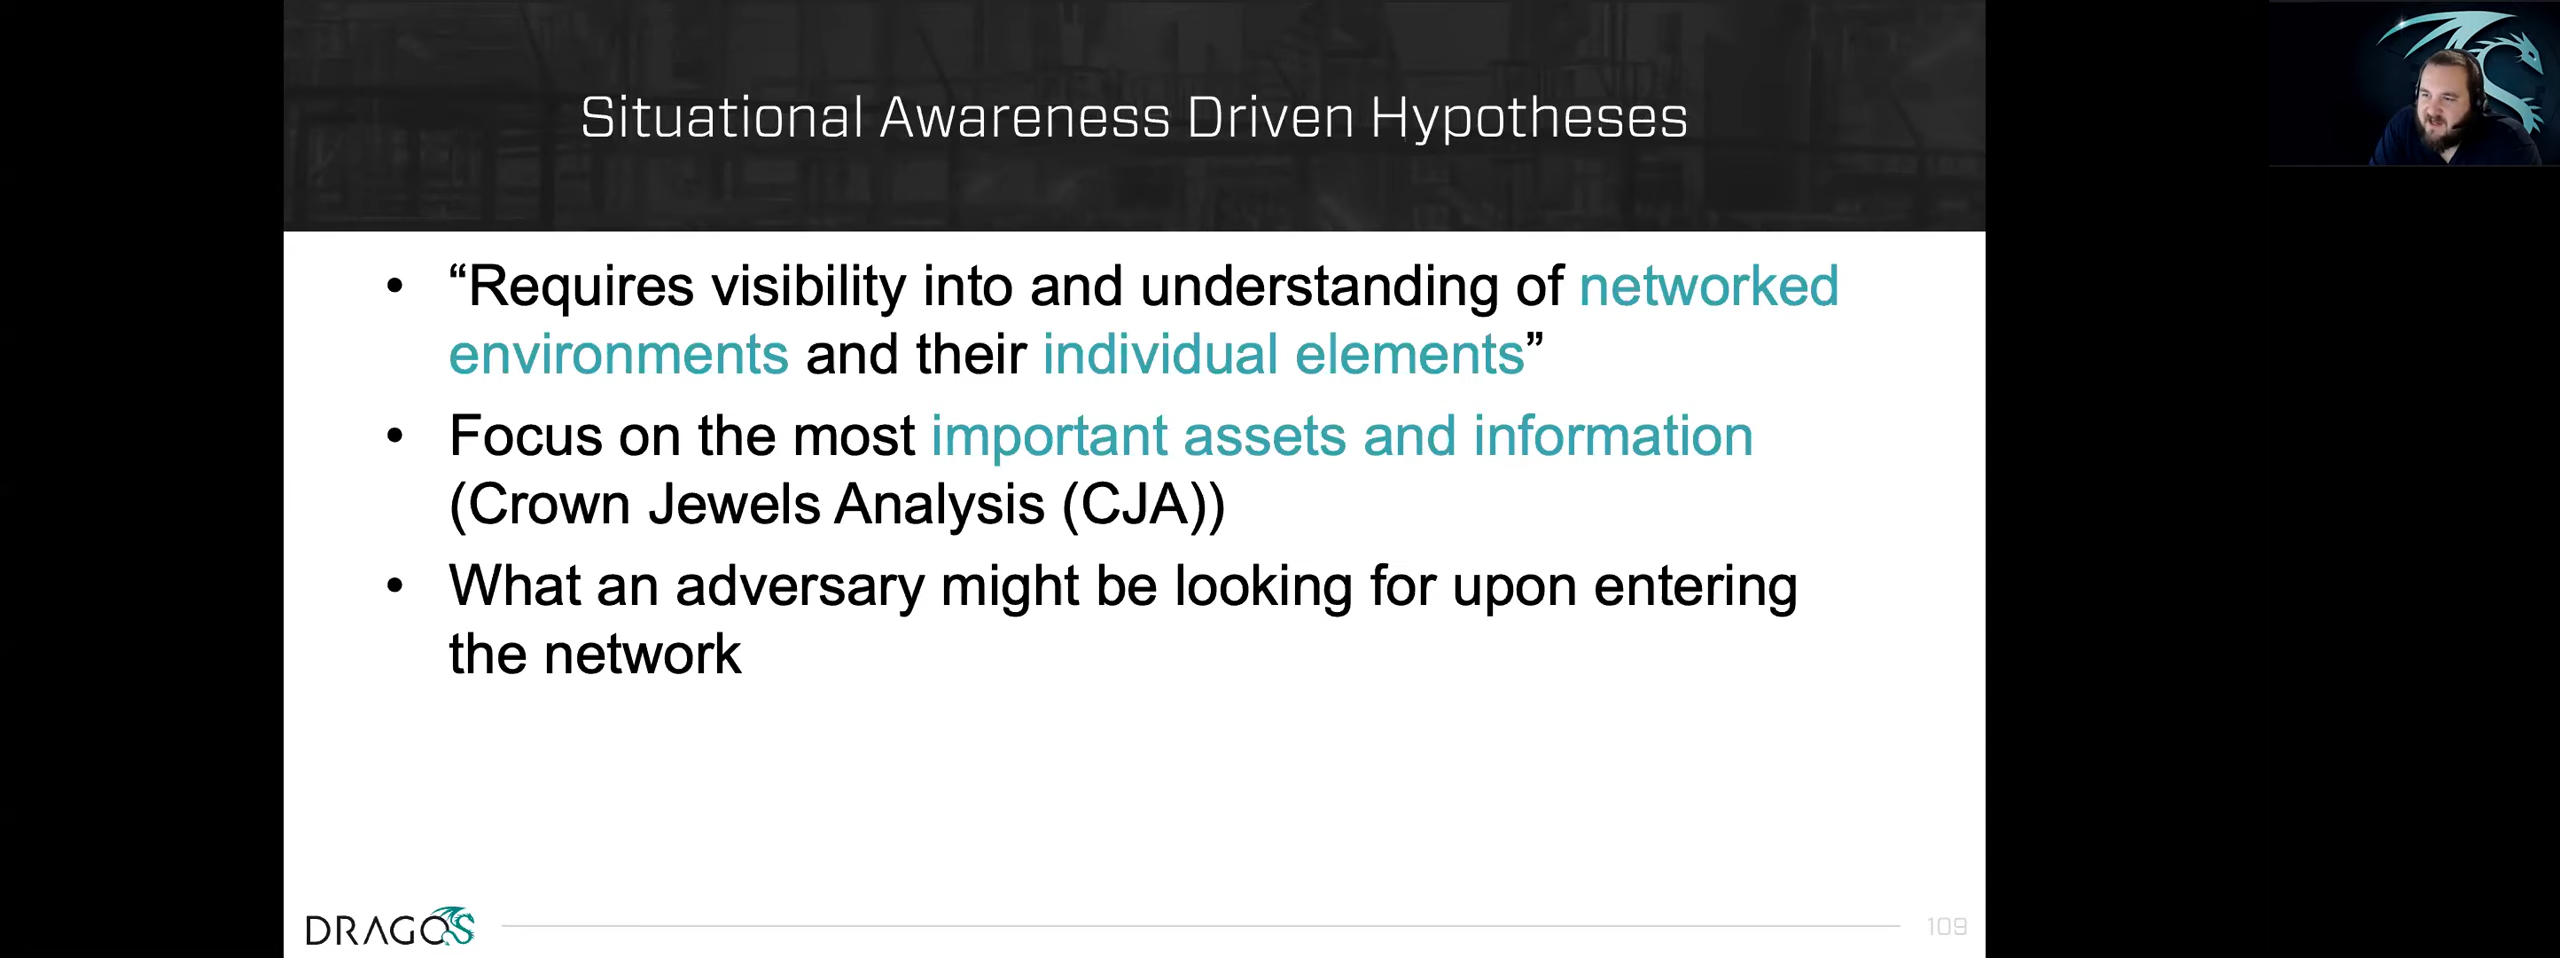 Situational Awareness Driven Hypotheses
• “Requires visibility into and understanding of networked
environments and their individual elements”
• Focus on the most important assets and information
(Crown Jewels Analysis (CJA))
• What an adversary might be looking for upon entering
the network
DRAGOS
109